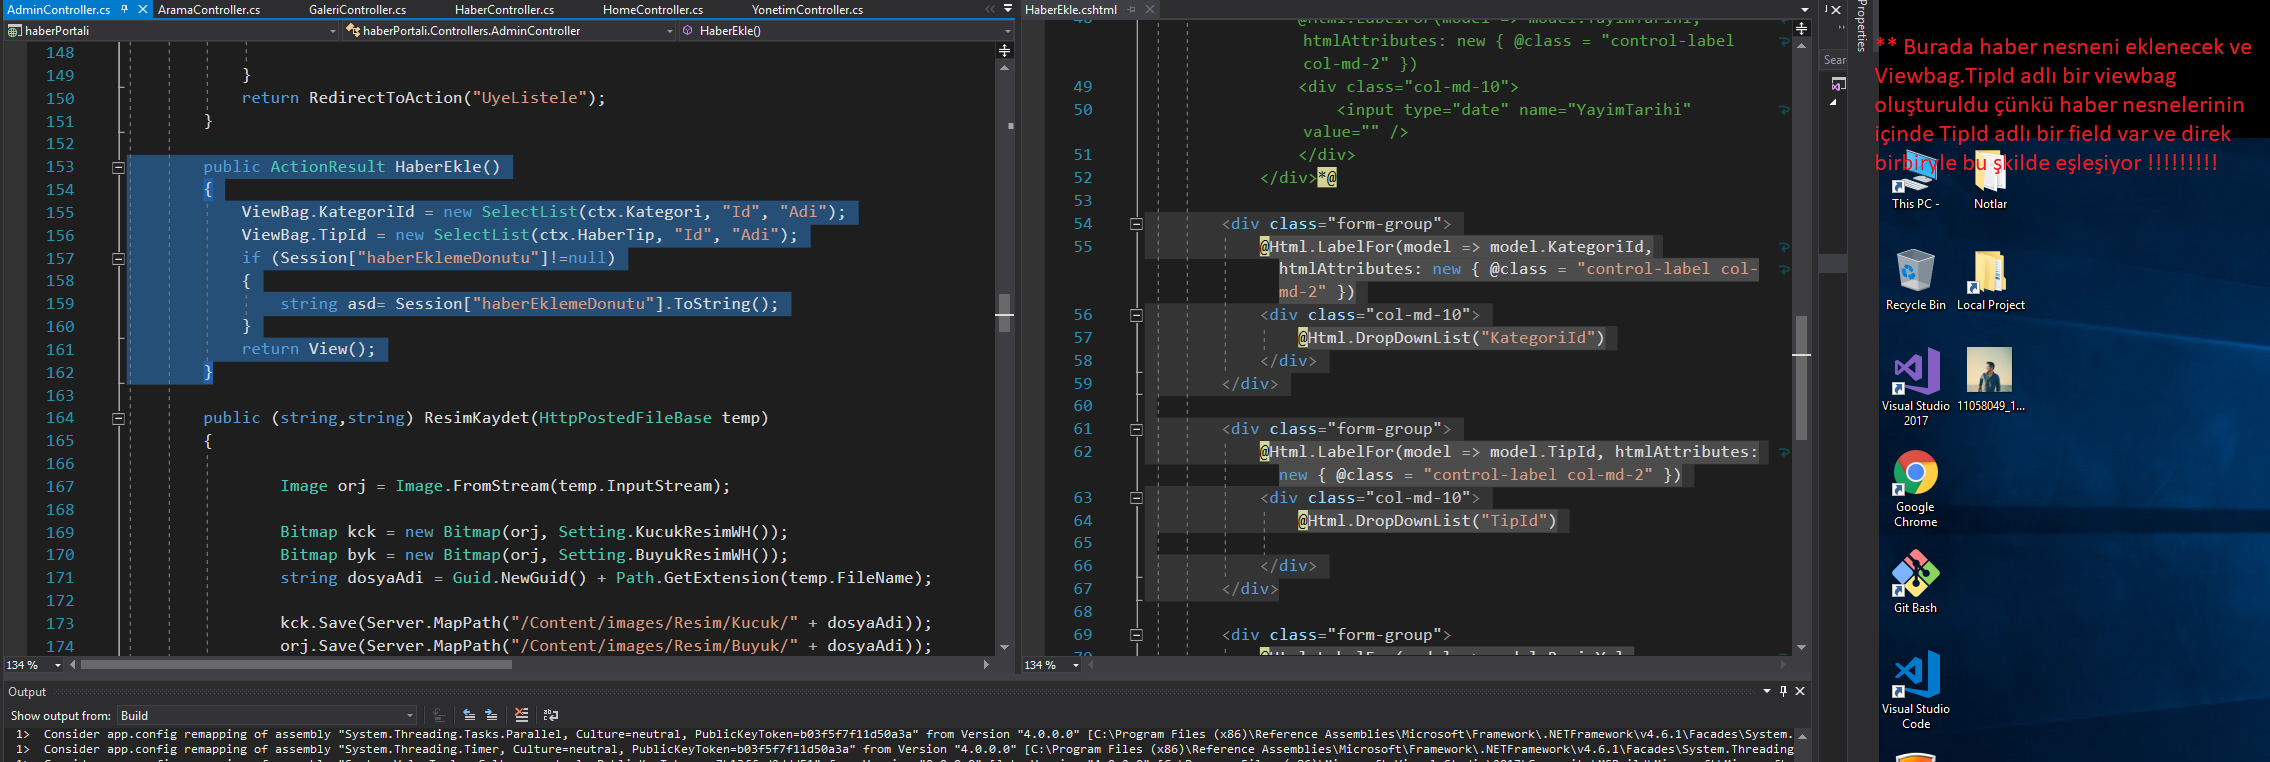 AdminController.cs
AramaController.cs
GaleriController.cs
HaberController.cs
HomeController.cs
YonetimController.cs
haberPortali
haberPortali.Controllers.AdminController
HaberEkle()
148
149 }
150 return RedirectToAction("UyeListele");
151 }
152
153 public ActionResult HaberEkle()
154 {
155 ViewBag.KategoriId = new SelectList(ctx.Kategori, "Id", "Adi");
156 ViewBag.TipId = new SelectList(ctx.HaberTip, "Id", "Adi");
157 if (Session["haberEklemeDonutu"]!=null)
158 {
159 string asd= Session["haberEklemeDonutu"].ToString();
160 }
161 return View();
162 }
163
164 public (string,string) ResimKaydet(HttpPostedFileBase temp)
165 {
166
167 Image orj = Image.FromStream(temp.InputStream);
168
169 Bitmap kck = new Bitmap(orj, Setting.KucukResimWH());
170 Bitmap byk = new Bitmap(orj, Setting.BuyukResimWH());
171 string dosyaAdi = Guid.NewGuid() + Path.GetExtension(temp.FileName);
172
173 kck.Save(Server.MapPath("/Content/images/Resim/Kucuk/" + dosyaAdi));
174 orj.Save(Server.MapPath("/Content/images/Resim/Buyuk/" + dosyaAdi));
134 %
HaberEkle.cshtml
48 @Html.LabelFor(model => model.YayimTarihi,
htmlAttributes: new { @class = "control-label
col-md-2" })
49 <div class="col-md-10">
50 <input type="date" name="YayimTarihi"
value="" />
51 </div>
52 </div>*@
53
54 <div class="form-group">
55 @Html.LabelFor(model => model.KategoriId,
htmlAttributes: new { @class = "control-label col-
md-2" })
56 <div class="col-md-10">
57 @Html.DropDownList("KategoriId")
58 </div>
59 </div>
60
61 <div class="form-group">
62 @Html.LabelFor(model => model.TipId, htmlAttributes:
new { @class = "control-label col-md-2" })
63 <div class="col-md-10">
64 @Html.DropDownList("TipId")
65
66 </div>
67 </div>
68
69 <div class="form-group">
134 %
Properties
Sear
** Burada haber nesneni eklenecek ve
Viewbag.TipId adlı bir viewbag
oluşturuldu çünkü haber nesnelerinin
içinde TipId adlı bir field var ve direk
birbiryle bu şkilde eşleşiyor !!!!!!!!!
This PC -
Notlar
Recycle Bin
Local Project
Visual Studio
2017
11058049_1...
Google
Chrome
Git Bash
Visual Studio
Code
Output
Show output from: Build
1> Consider app.config remapping of assembly "System.Threading.Tasks.Parallel, Culture=neutral, PublicKeyToken=b03f5f7f11d50a3a" from Version "4.0.0.0" [C:\Program Files (x86)\Reference Assemblies\Microsoft\Framework\.NETFramework\v4.6.1\Facades\System.
1> Consider app.config remapping of assembly "System.Threading.Timer, Culture=neutral, PublicKeyToken=b03f5f7f11d50a3a" from Version "4.0.0.0" [C:\Program Files (x86)\Reference Assemblies\Microsoft\Framework\.NETFramework\v4.6.1\Facades\System.Threading